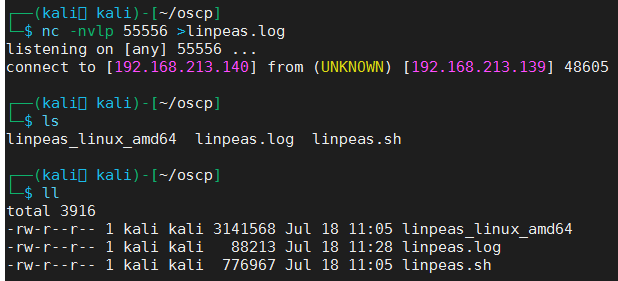 ┌──(kali㉿ kali)-[~/oscp]
└─$ nc -nvlp 55556 >linpeas.log
listening on [any] 55556 ...
connect to [192.168.213.140] from (UNKNOWN) [192.168.213.139] 48605
┌──(kali㉿ kali)-[~/oscp]
└─$ ls
linpeas_linux_amd64  linpeas.log  linpeas.sh
┌──(kali㉿ kali)-[~/oscp]
└─$ ll
total 3916
-rw-r--r-- 1 kali kali 3141568 Jul 18 11:05 linpeas_linux_amd64
-rw-r--r-- 1 kali kali   88213 Jul 18 11:28 linpeas.log
-rw-r--r-- 1 kali kali  776967 Jul 18 11:05 linpeas.sh